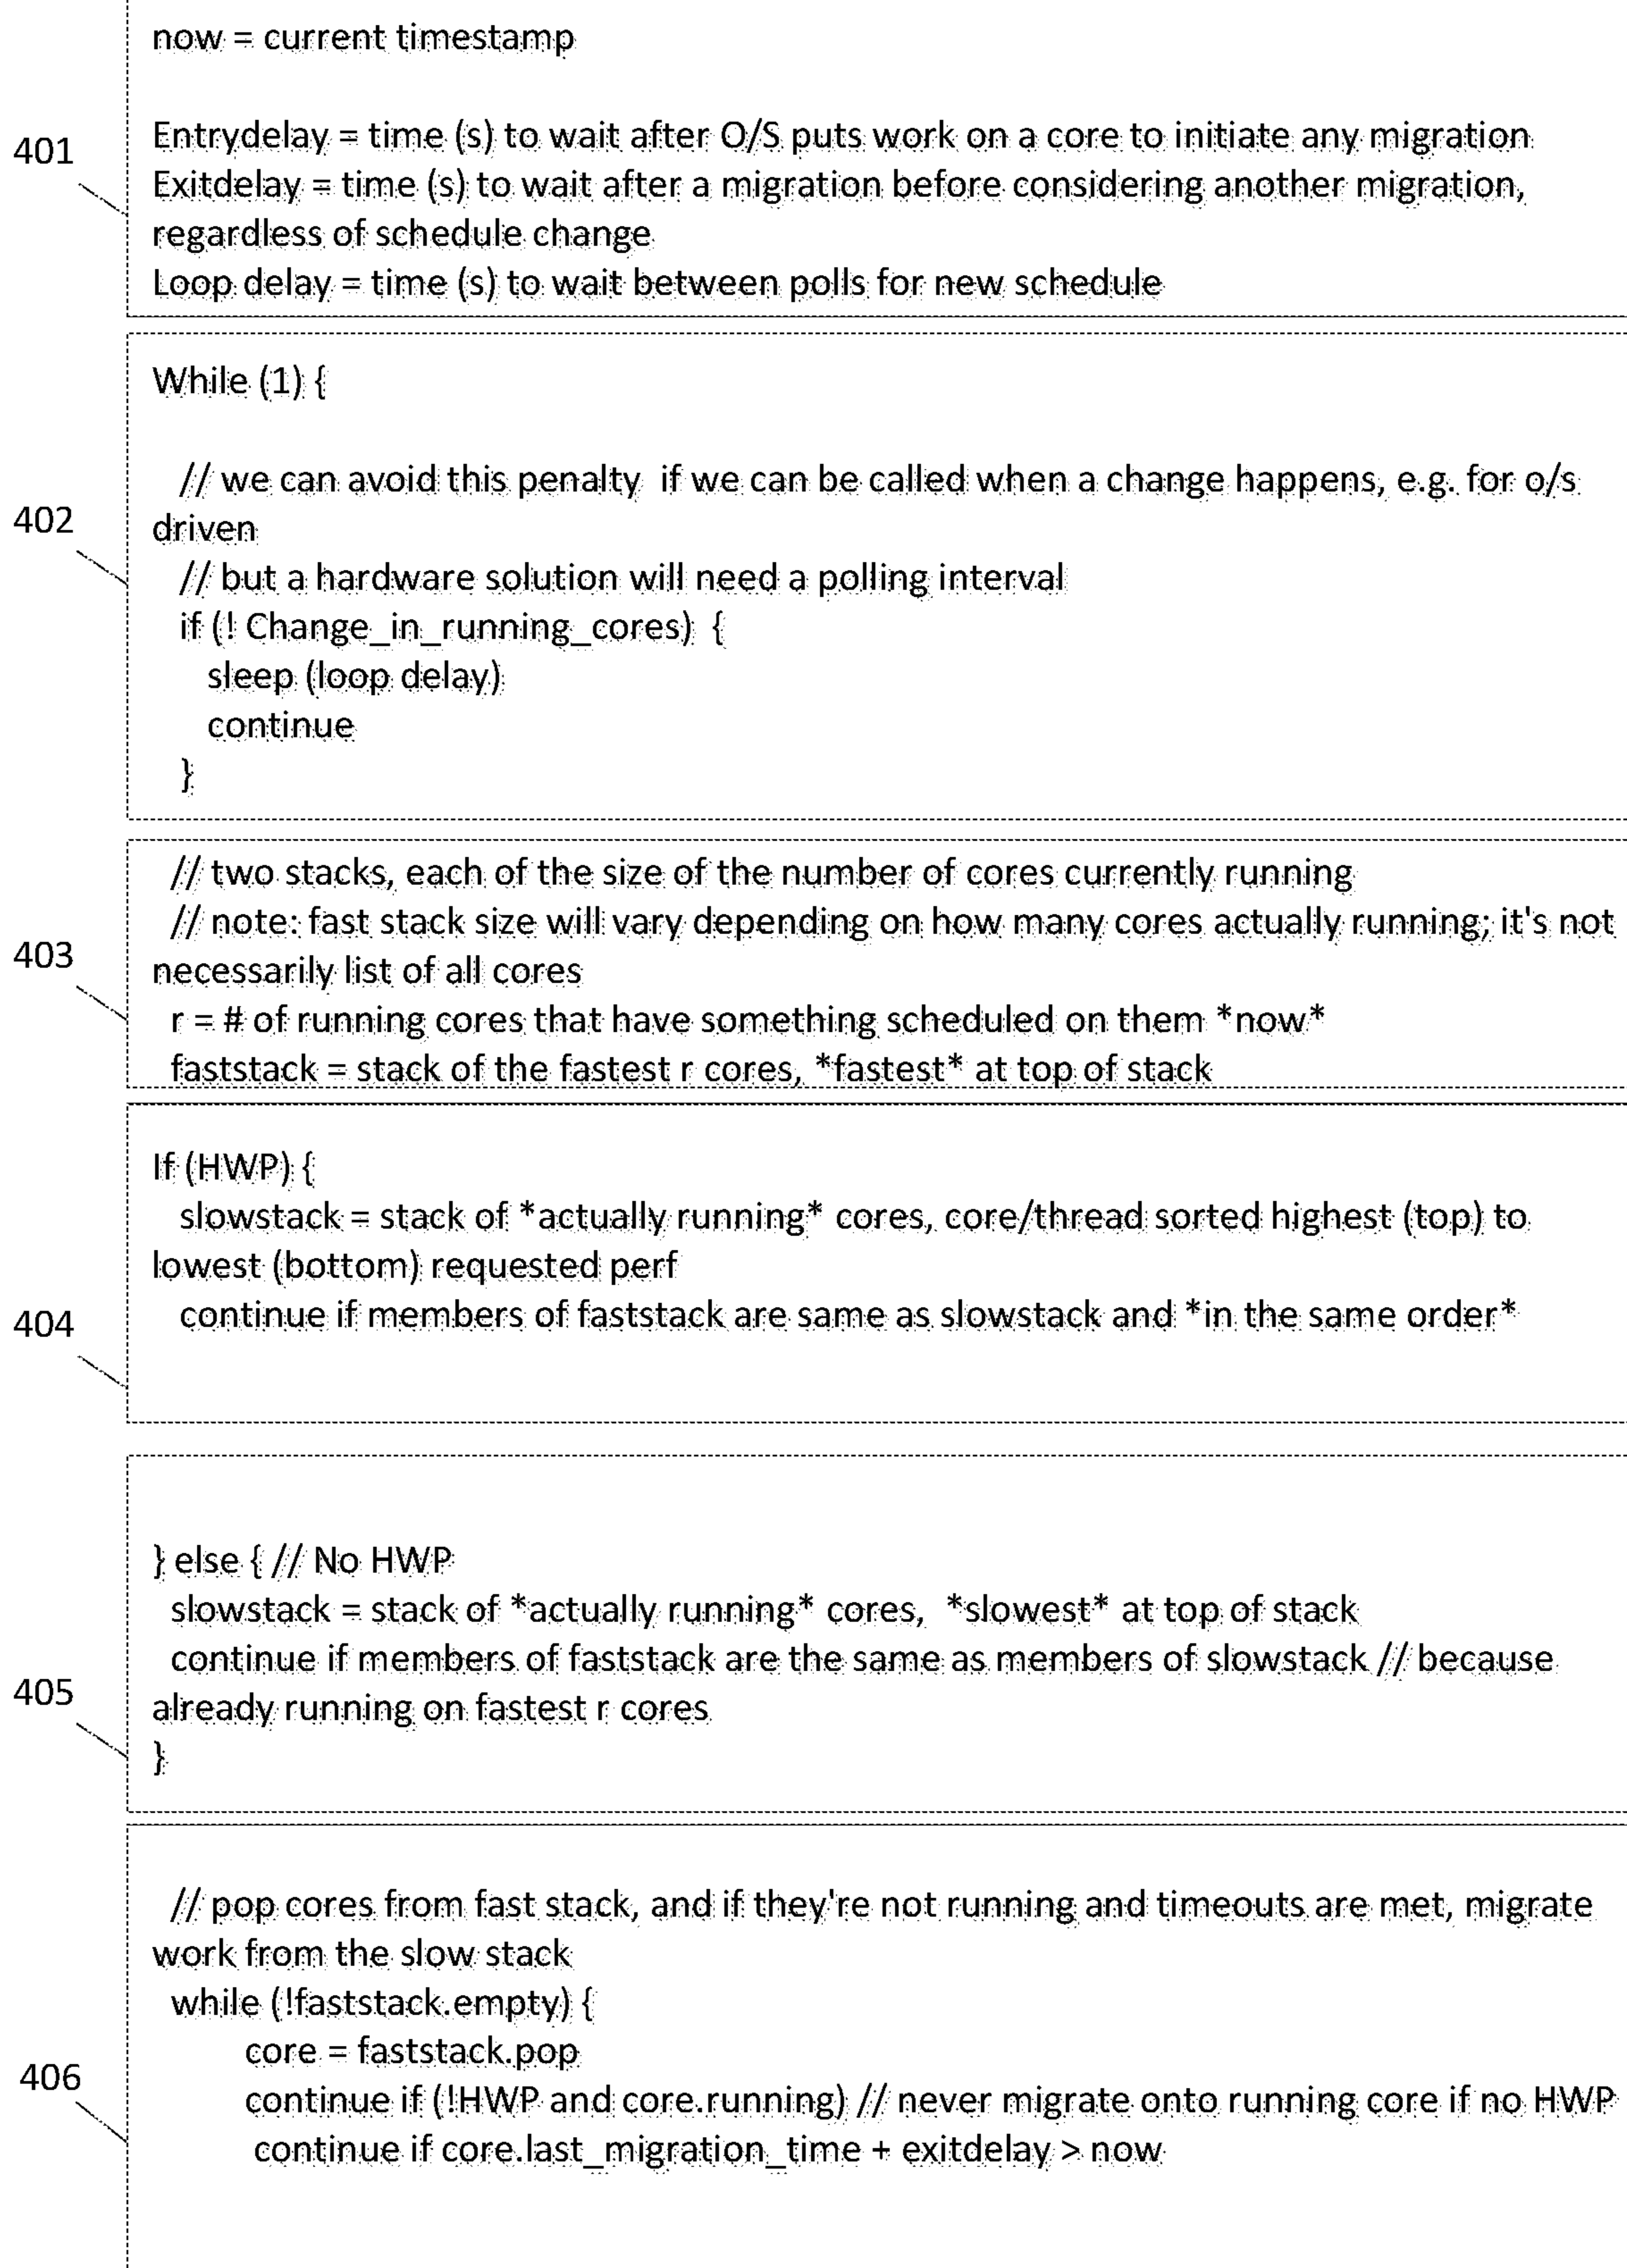 now = current timestamp
401
Entrydelay = time (s) to wait after O/S puts work on a core to initiate any migration
Exitdelay = time (s) to wait after a migration before considering another migration,
regardless of schedule change
Loop delay = time (s) to wait between polls for new schedule
402
While (1) {
// we can avoid this penalty if we can be called when a change happens, e.g. for o/s
driven
// but a hardware solution will need a polling interval
if (! Change_in_running_cores) {
sleep (loop delay)
continue
}
403
// two stacks, each of the size of the number of cores currently running
// note: fast stack size will vary depending on how many cores actually running; it's not
necessarily list of all cores
r = # of running cores that have something scheduled on them *now*
faststack = stack of the fastest r cores, *fastest* at top of stack
404
If (HWP) {
slowstack = stack of *actually running* cores, core/thread sorted highest (top) to
lowest (bottom) requested perf
continue if members of faststack are same as slowstack and *in the same order*
405
} else { // No HWP
slowstack = stack of *actually running* cores, *slowest* at top of stack
continue if members of faststack are the same as members of slowstack // because
already running on fastest r cores
}
406
// pop cores from fast stack, and if they're not running and timeouts are met, migrate
work from the slow stack
while (!faststack.empty) {
core = faststack.pop
continue if (!HWP and core.running) // never migrate onto running core if no HWP
continue if core.last_migration_time + exitdelay > now